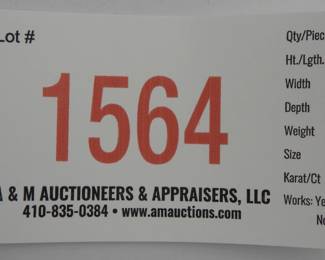 Lot #
1564
& M AUCTIONEERS & APPRAISERS, LLC
410-835-0384 • www.amauctions.com
Qty/Piec
Ht./Lgth.
Width
Depth
Weight
Size
Karat/Ct
Works: Ye
No